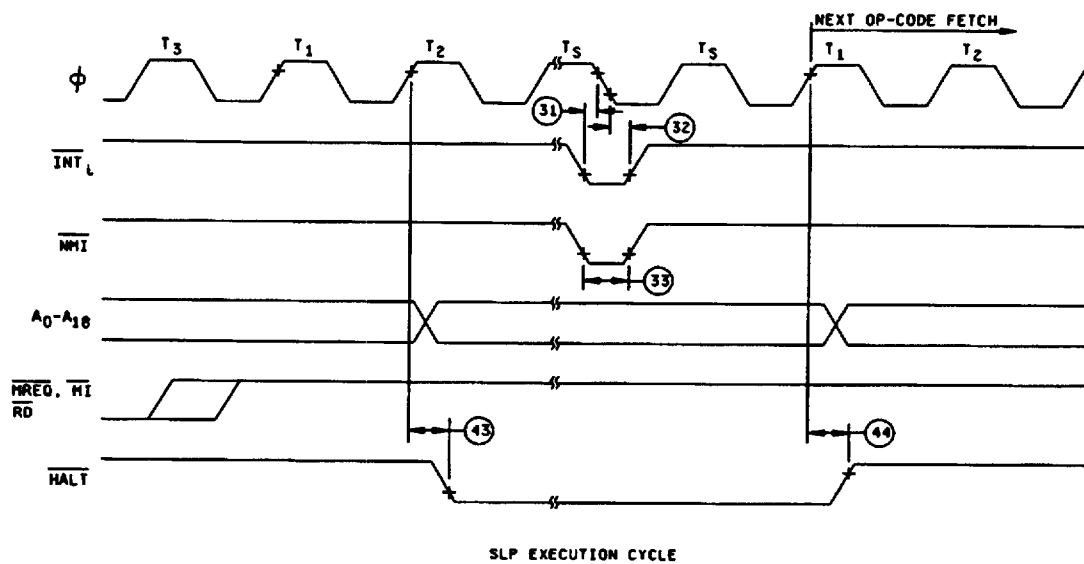 NEXT OP-CODE FETCH
T3 T1 T2 TS TS T1 T2
ϕ
31 32
INTi
NMI
33
A0-A18
MREQ, MI
RD
43 44
HALT
SLP EXECUTION CYCLE